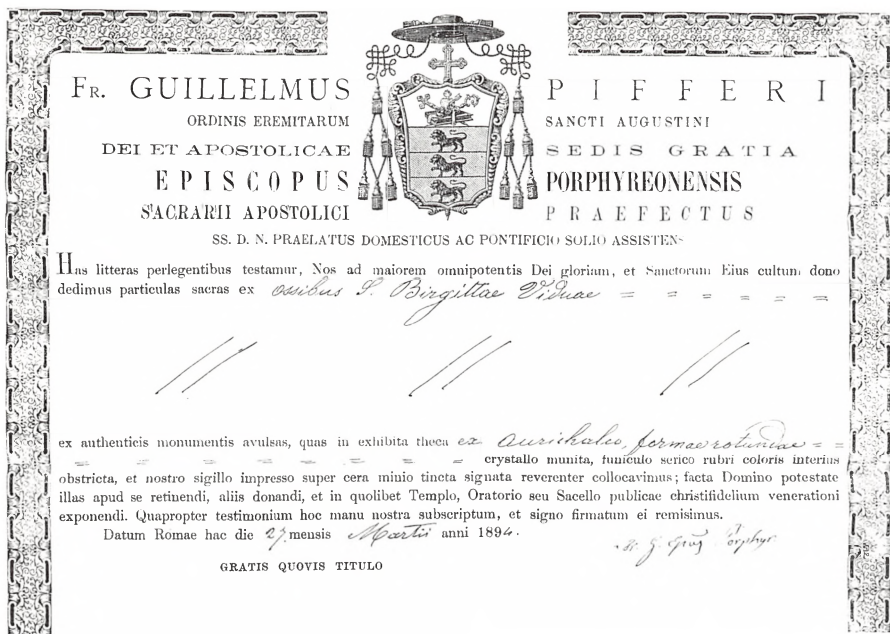 FR. GUILLELMUS PIFFERI
ORDINIS EREMITARUM SANCTI AUGUSTINI
DEI ET APOSTOLICAE SEDIS GRATIA
EPISCOPUS PORPHYREONENSIS
SACRARII APOSTOLICI PRAEFECTUS
SS. D. N. PRAELATUS DOMESTICUS AC PONTIFICIO SOLIO ASSISTENS
Has litteras perlegentibus testamur, Nos ad maiorem omnipotentis Dei gloriam, et Sanctorum Eius cultum dono
dedimus particulas sacras ex ossibus S. Birgittae Viduae = = = = = =
ex authenticis monumentis avulsas, quas in exhibita theca ex aurichalco, formae rotundae = =
= = = = = = = = crystallo munita, funiculo serico rubri coloris interius
obstricta, et nostro sigillo impresso super cera minio tincta signata reverenter collocavimus; facta Domino potestate
illas apud se retinendi, aliis donandi, et in quolibet Templo, Oratorio seu Sacello publicae christifidelium venerationi
exponendi. Quapropter testimonium hoc manu nostra subscriptum, et signo firmatum ei remisimus.
Datum Romae hac die 27 mensis Martii anni 1894.
Fr. G. Porphyr
GRATIS QUOVIS TITULO